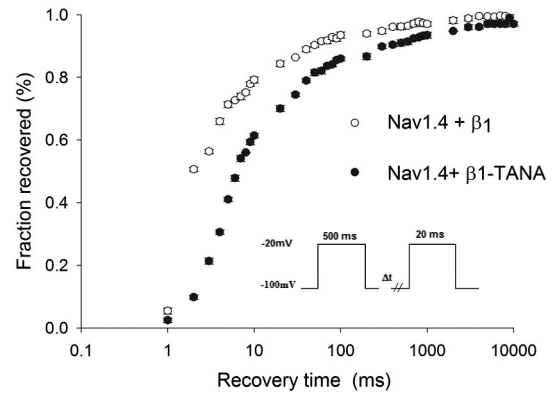 Fraction recovered (%)
1.0
0.8
0.6
0.4
0.2
0.0
Nav1.4 + β1
Nav1.4+ β1-TANA
500 ms
20 ms
-20mV
-100mV
Δt
0.1
1
10
100
1000
10000
Recovery time (ms)